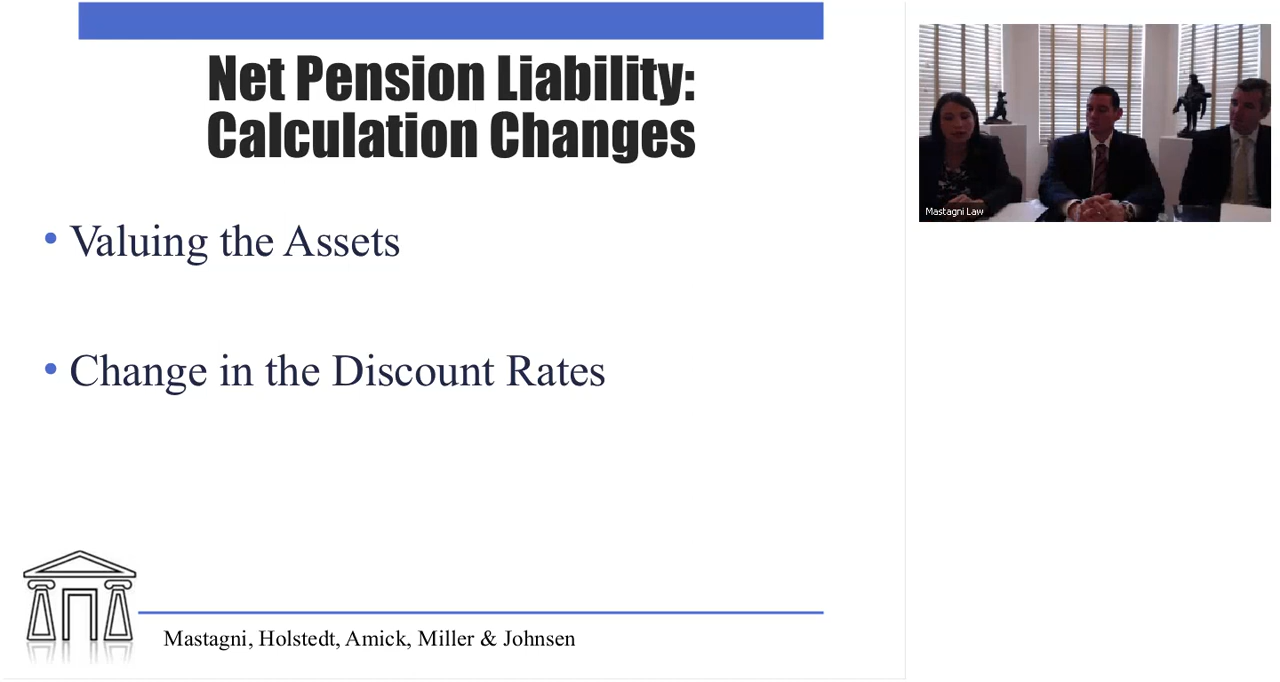 Net Pension Liability:
Calculation Changes
• Valuing the Assets
• Change in the Discount Rates
Mastagni, Holstedt, Amick, Miller & Johnsen
Mastagni Law